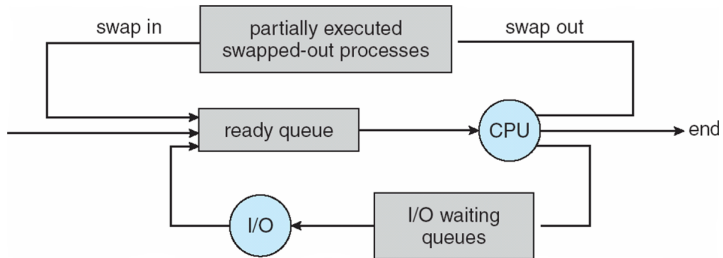 swap in
partially executed
swapped-out processes
swap out
ready queue
CPU
end
I/O
I/O waiting
queues